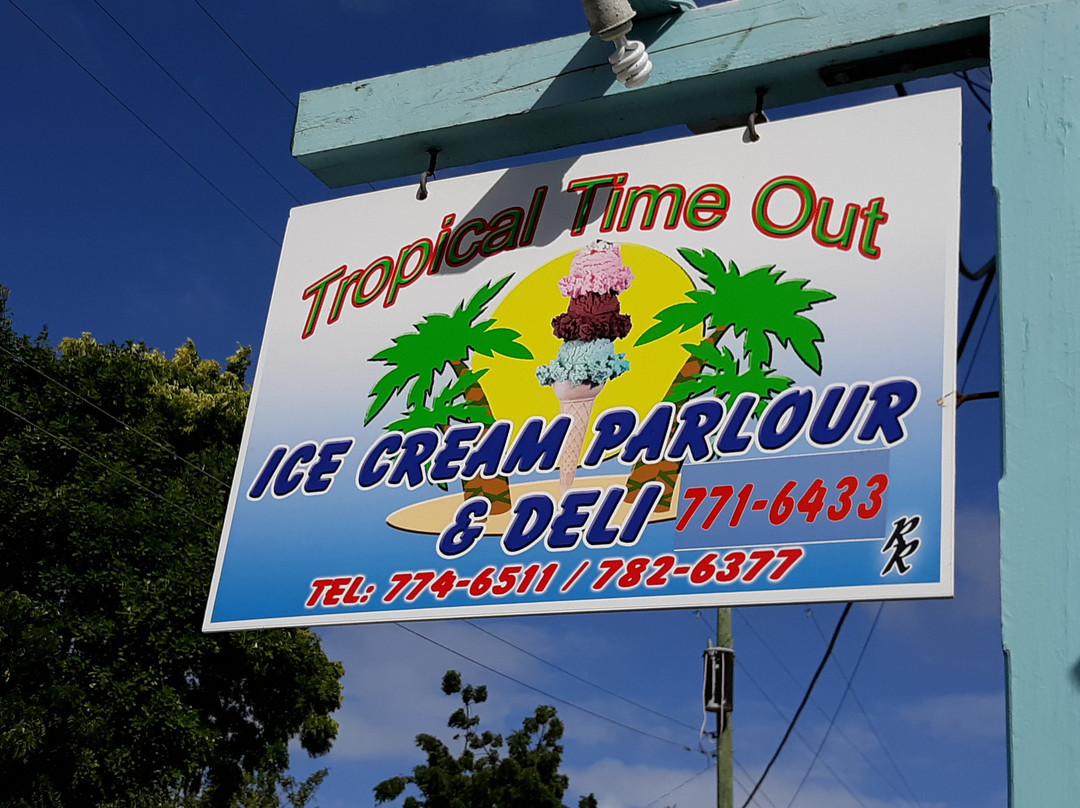 Tropical Time Out
ICE CREAM PARLOUR
& DELI 771-6433
TEL: 774-6511 / 782-6377